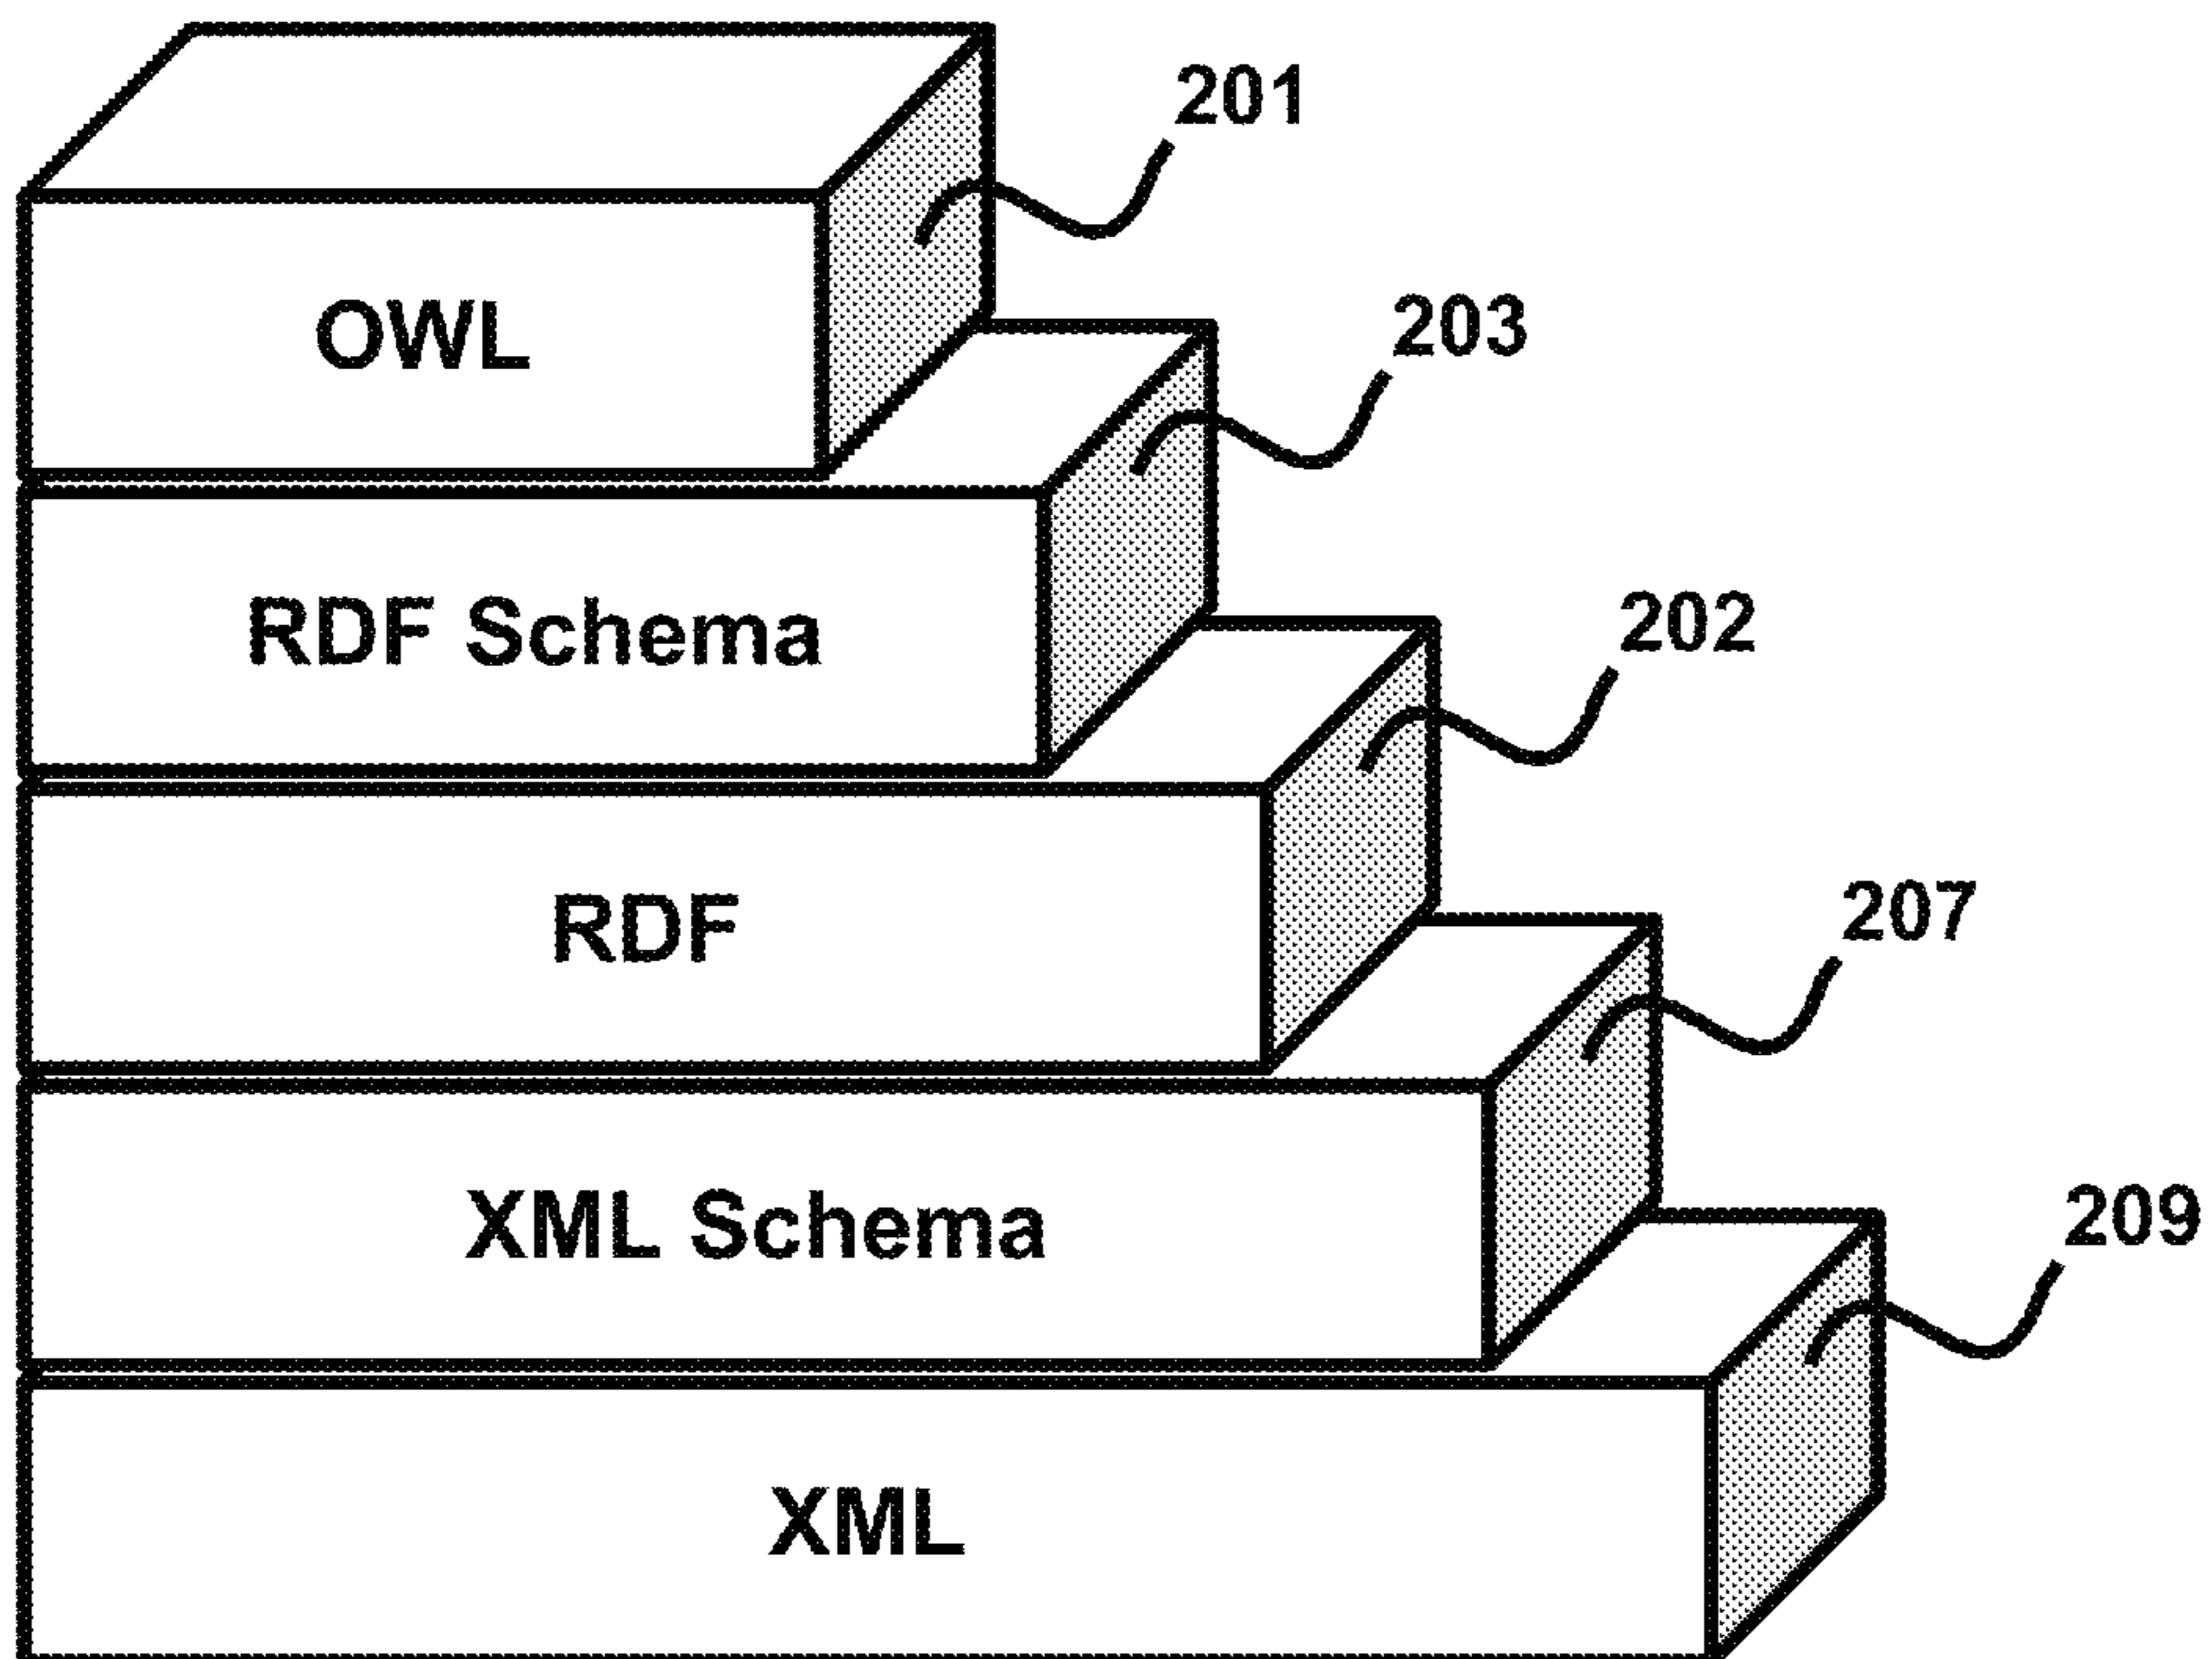 201
OWL
203
RDF Schema
202
RDF
207
XML Schema
209
XML